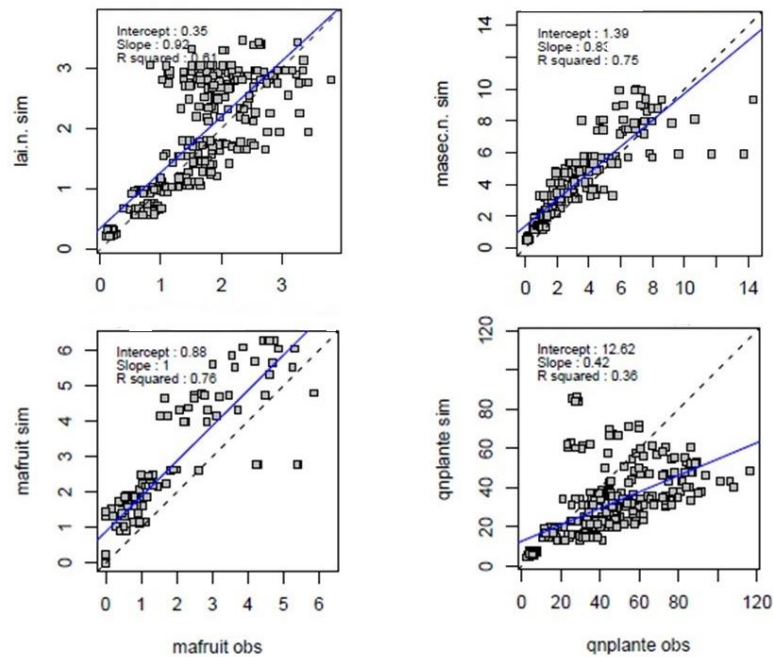 Intercept : 0.35
Slope : 0.92
R squared : 0.61
lai.n. sim
3
2
1
0
0 1 2 3
Intercept : 1.39
Slope : 0.83
R squared : 0.75
masec.n. sim
14
10
8
6
4
2
0
0 2 4 6 8 10 14
Intercept : 0.88
Slope : 1
R squared : 0.76
mafruit sim
6
5
4
3
2
1
0
0 1 2 3 4 5 6
mafruit obs
Intercept : 12.62
Slope : 0.42
R squared : 0.36
qnplante sim
120
80
60
40
20
0
0 20 40 60 80 120
qnplante obs